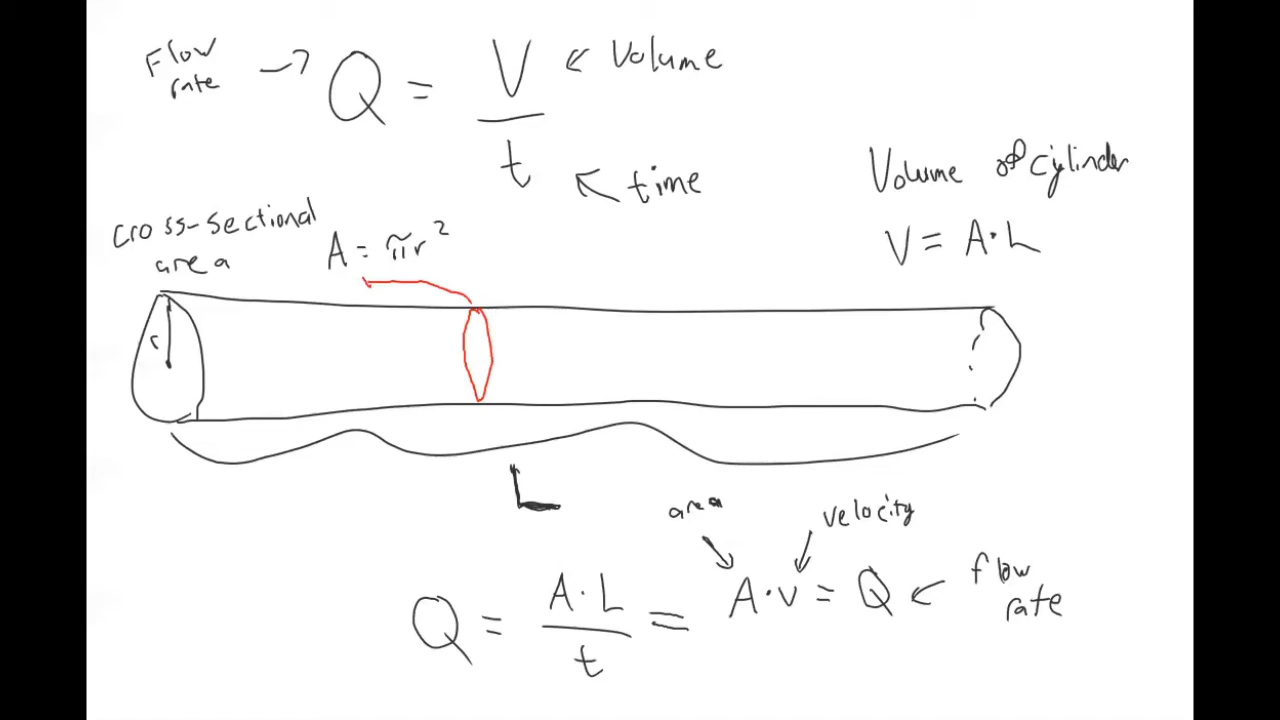 Flow rate → Q = V / t ← Volume
↖ time
Volume of cylinder
V = A·L
Cross-sectional area
A = πr²
r
L
area
velocity
Q = A·L / t = A·v = Q ← flow rate